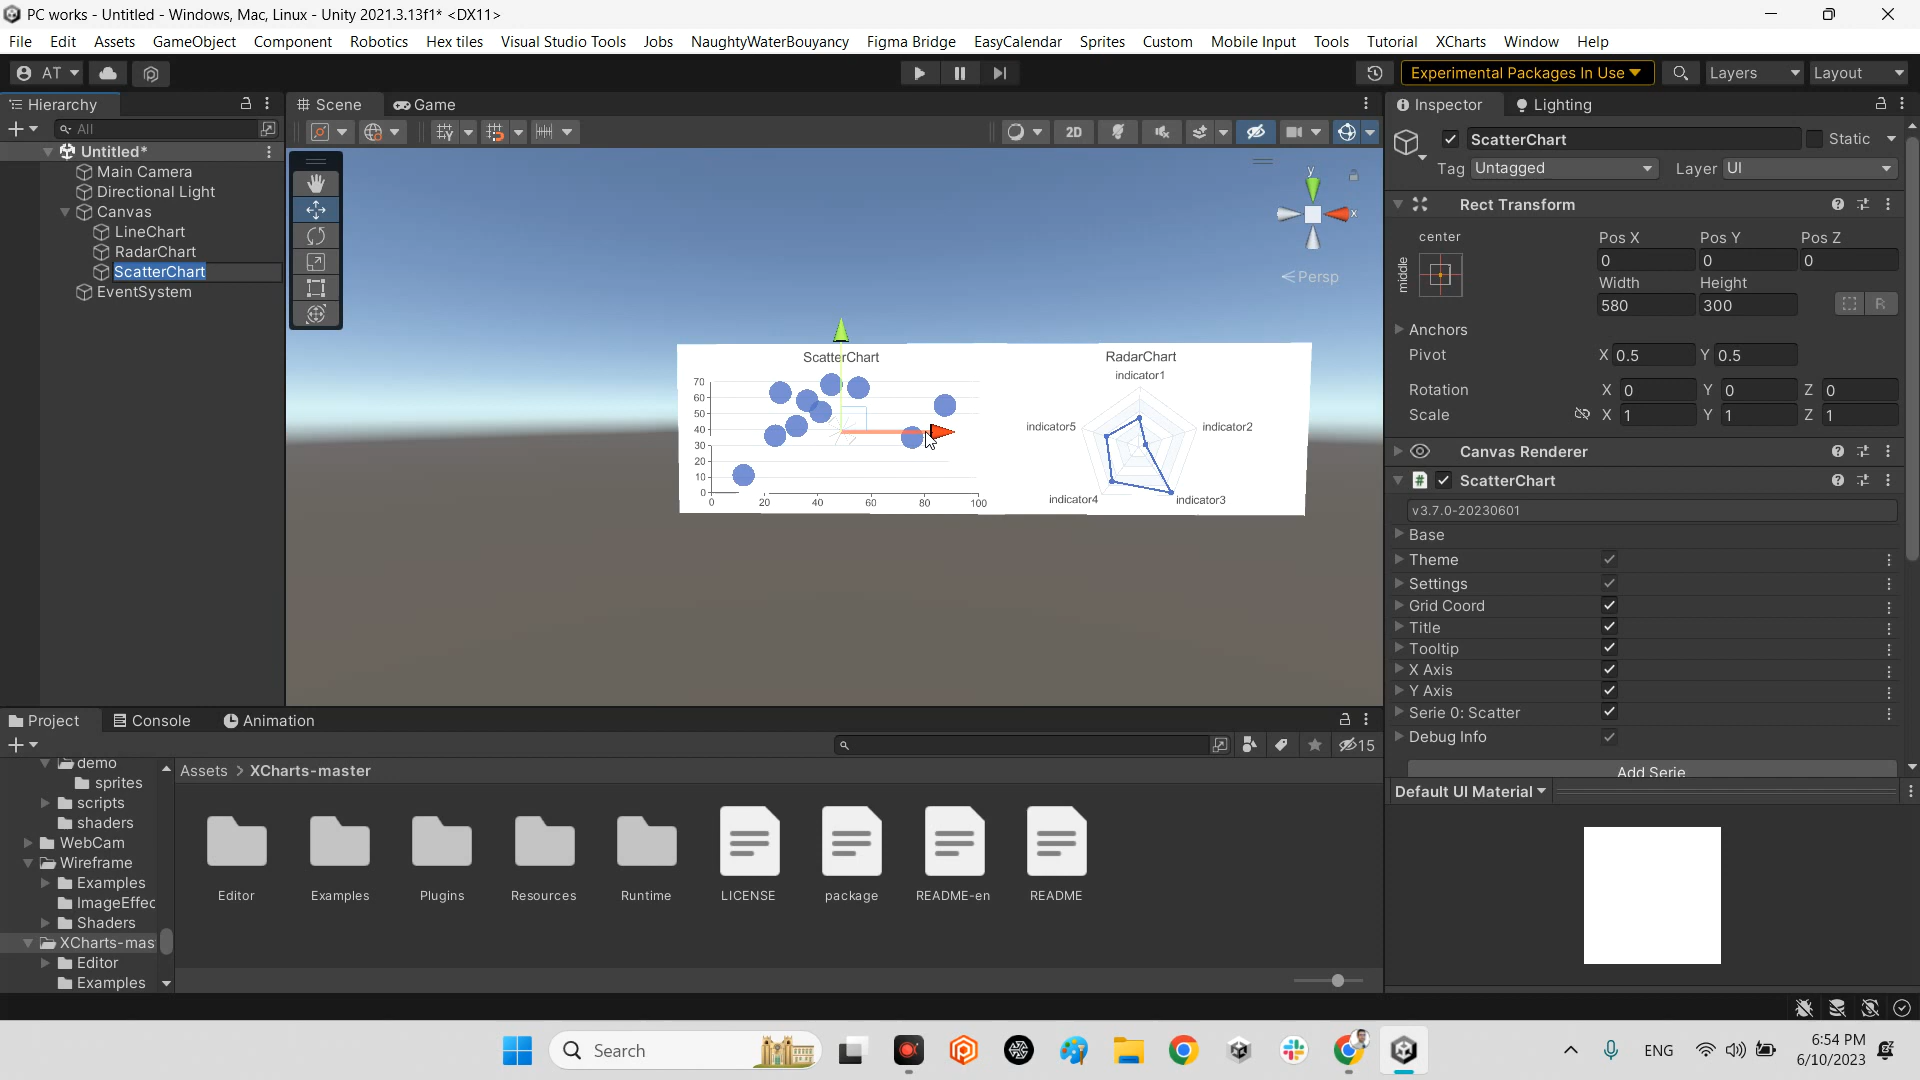 PC works - Untitled - Windows, Mac, Linux - Unity 2021.3.13f1* <DX11>
File Edit Assets GameObject Component Robotics Hex tiles Visual Studio Tools Jobs NaughtyWaterBouyancy Figma Bridge EasyCalendar Sprites Custom Mobile Input Tools Tutorial XCharts Window Help
AT Experimental Packages In Use Layers Layout
Hierarchy Scene Game Inspector Lighting
All 2D
ScatterChart Static
Untitled*
Main Camera
Directional Light
Canvas
LineChart
RadarChart
ScatterChart
EventSystem
y
x
Persp
ScatterChart
70
60
50
40
30
20
10
0
0 20 40 60 80 100
RadarChart
indicator1
indicator5 indicator2
indicator4 indicator3
Tag Untagged Layer UI
Rect Transform
center Pos X Pos Y Pos Z
middle 0 0 0
Width Height
580 300 R
Anchors
Pivot X 0.5 Y 0.5
Rotation X 0 Y 0 Z 0
Scale X 1 Y 1 Z 1
Canvas Renderer
# ScatterChart
v3.7.0-20230601
Base
Theme
Settings
Grid Coord
Title
Tooltip
X Axis
Y Axis
Serie 0: Scatter
Debug Info
Add Serie
Default UI Material
Project Console Animation
15
demo
sprites
scripts
shaders
WebCam
Wireframe
Examples
ImageEffec
Shaders
XCharts-mas
Editor
Examples
Assets > XCharts-master
Editor Examples Plugins Resources Runtime LICENSE package README-en README
Search
ENG
6:54 PM
6/10/2023